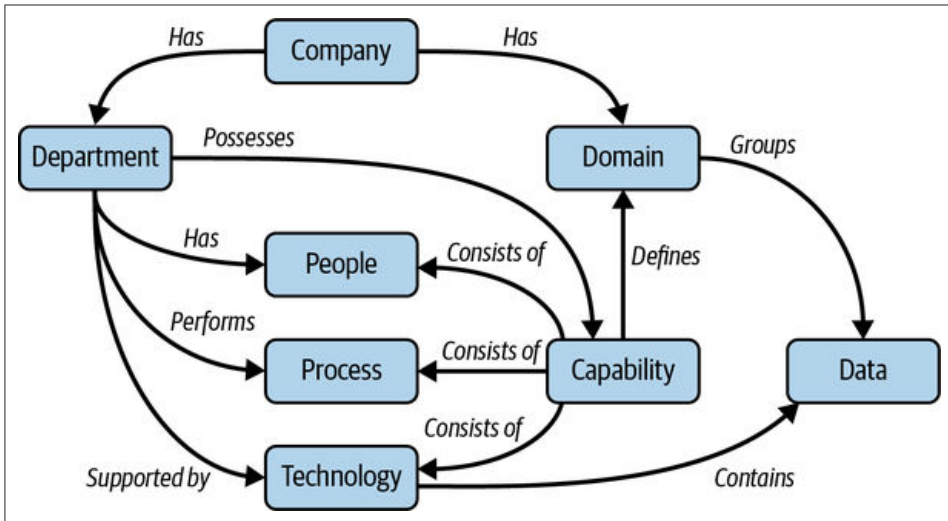 Has
Company
Has
Department
Possesses
Domain
Groups
Has
People
Consists of
Defines
Performs
Process
Consists of
Capability
Data
Consists of
Supported by
Technology
Contains